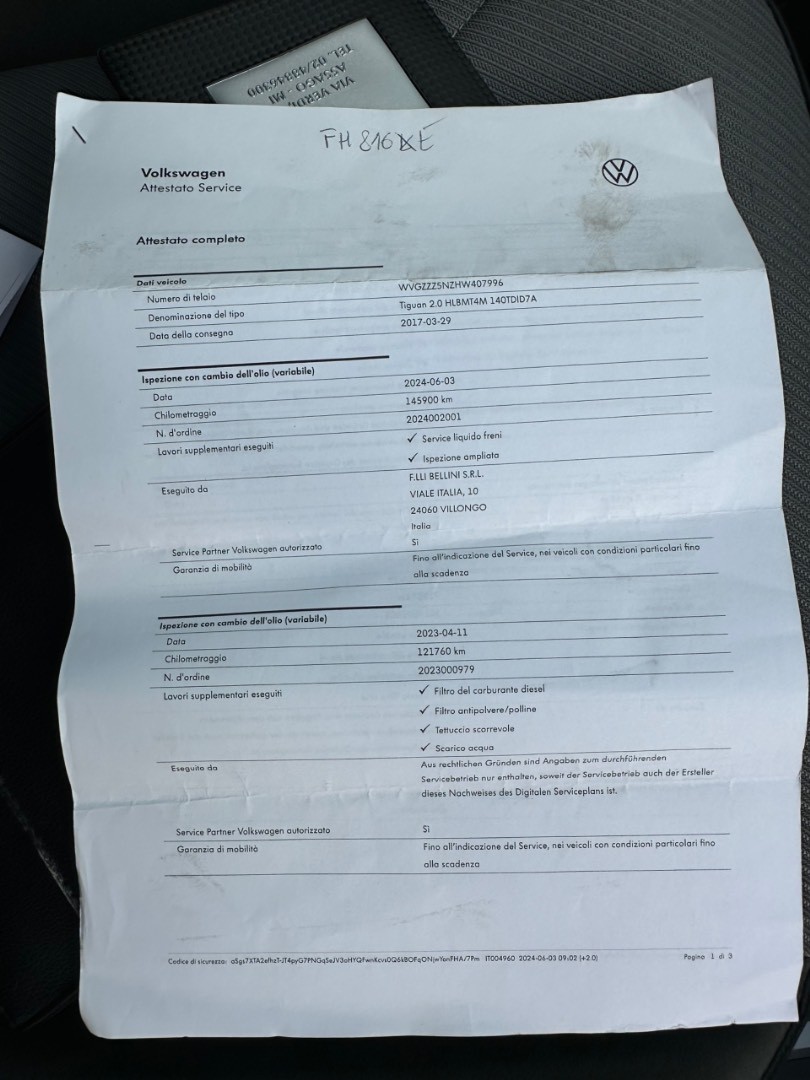 VIA VERDI
ASSAGO - MI
FH 816 XE
Volkswagen
Attestato Service
Attestato completo
Dati veicolo
Numero di telaio WVGZZZ5NZHW407996
Denominazione del tipo Tiguan 2.0 HLBMT4M 140TDID7A
Data della consegna 2017-03-29
Ispezione con cambio dell'olio (variabile)
Data 2024-06-03
Chilometraggio 145900 km
N. d'ordine 2024002001
Lavori supplementari eseguiti ✓ Service liquido freni
✓ Ispezione ampliata
Eseguito da F.LLI BELLINI S.R.L.
VIALE ITALIA, 10
24060 VILLONGO
Italia
Service Partner Volkswagen autorizzato Sì
Garanzia di mobilità Fino all'indicazione del Service, nei veicoli con condizioni particolari fino
alla scadenza
Ispezione con cambio dell'olio (variabile)
Data 2023-04-11
Chilometraggio 121760 km
N. d'ordine 2023000979
Lavori supplementari eseguiti ✓ Filtro del carburante diesel
✓ Filtro antipolvere/polline
✓ Tettuccio scorrevole
✓ Scarico acqua
Eseguito da Aus rechtlichen Gründen sind Angaben zum durchführenden
Servicebetrieb nur enthalten, soweit der Servicebetrieb auch der Ersteller
dieses Nachweises des Digitalen Serviceplans ist.
Service Partner Volkswagen autorizzato Sì
Garanzia di mobilità Fino all'indicazione del Service, nei veicoli con condizioni particolari fino
alla scadenza
Codice di sicurezza: IT004960 2024-06-03 09:02 (+2.0) Pagina 1 di 3